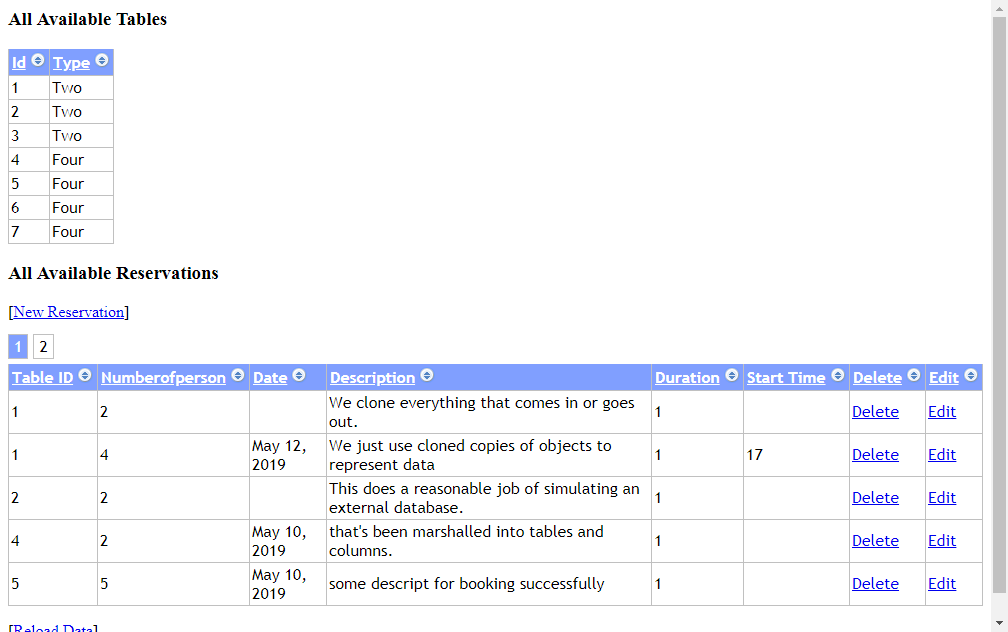 All Available Tables
Id Type
1 Two
2 Two
3 Two
4 Four
5 Four
6 Four
7 Four
All Available Reservations
[New Reservation]
1 2
Table ID Numberofperson Date Description Duration Start Time Delete Edit
1 2 We clone everything that comes in or goes out. 1 Delete Edit
1 4 May 12, 2019 We just use cloned copies of objects to represent data 1 17 Delete Edit
2 2 This does a reasonable job of simulating an external database. 1 Delete Edit
4 2 May 10, 2019 that's been marshalled into tables and columns. 1 Delete Edit
5 5 May 10, 2019 some descript for booking successfully 1 Delete Edit
[Reload Data]